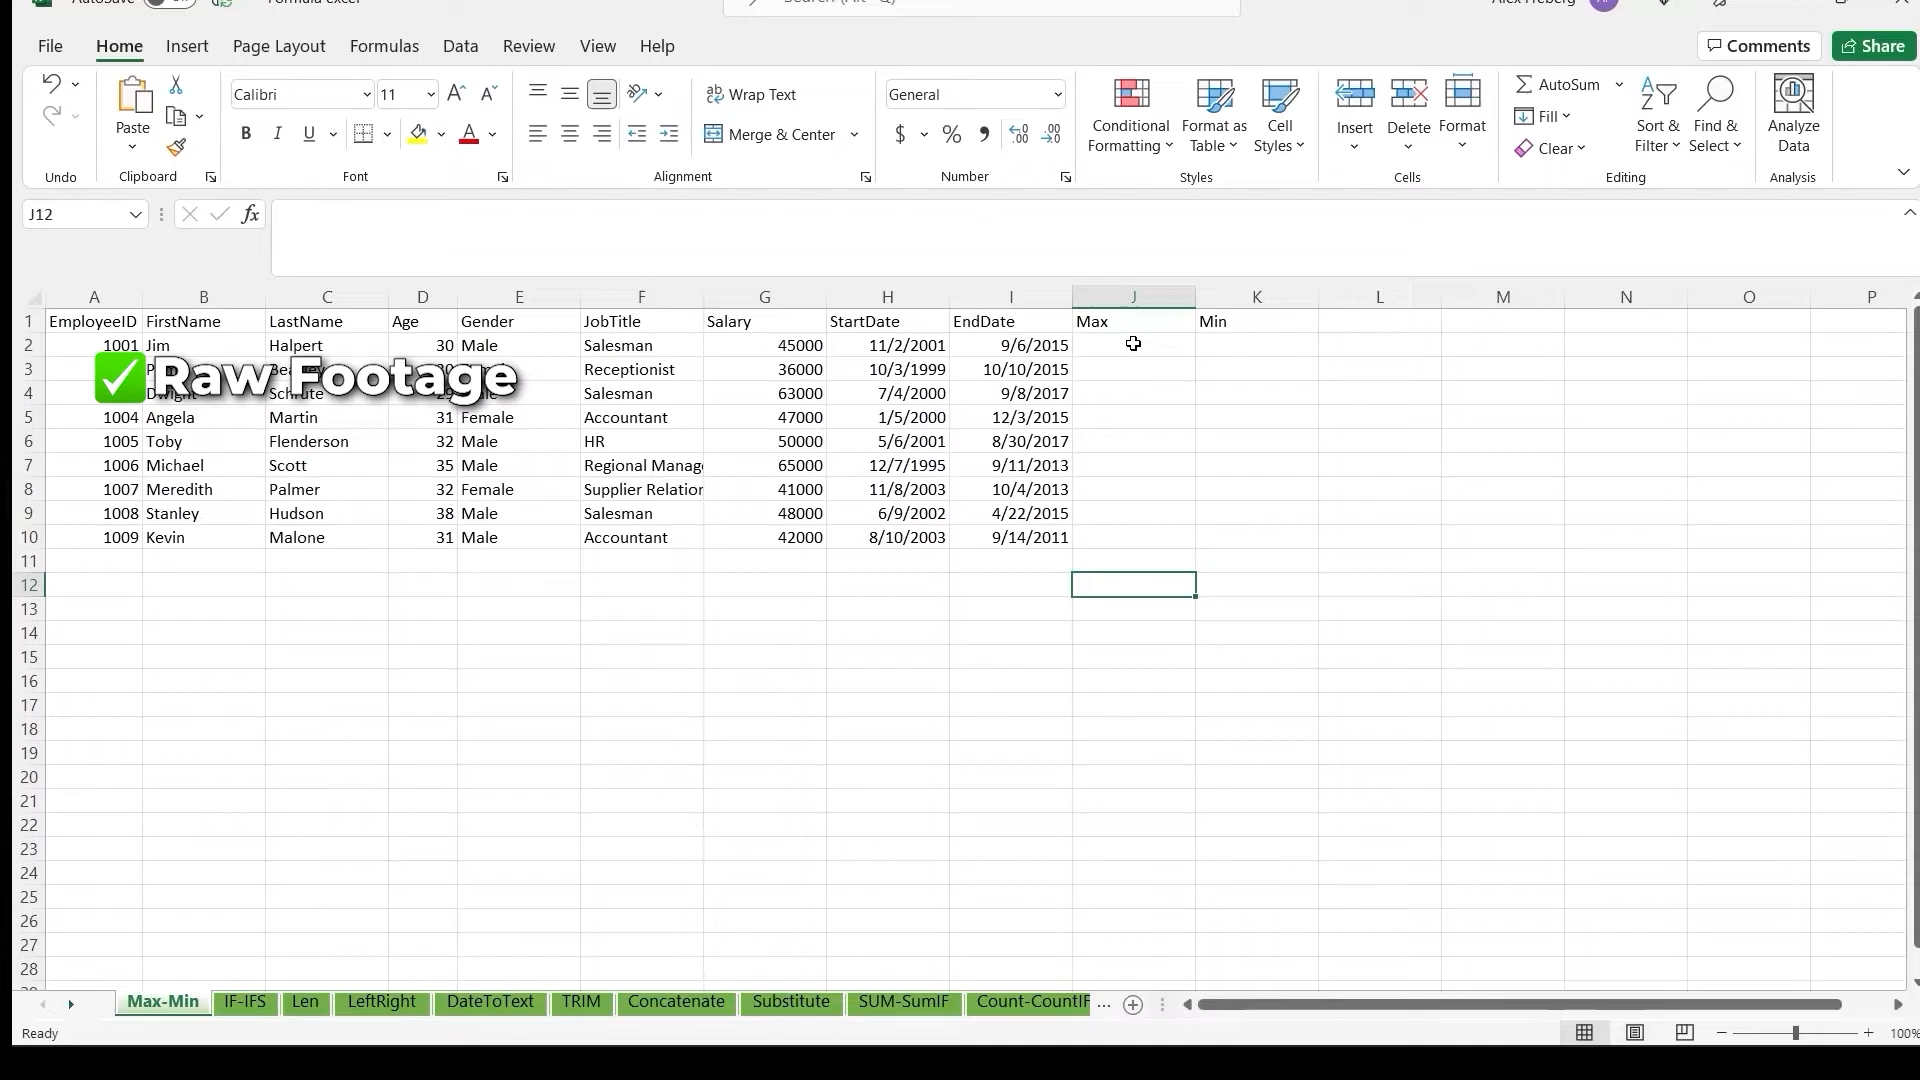 File Home Insert Page Layout Formulas Data Review View Help Comments Share
Calibri 11 Wrap Text General AutoSum
Paste B I U Merge & Center $ % Conditional Formatting Format as Table Cell Styles Insert Delete Format Fill Clear Sort & Filter Find & Select Analyze Data
Undo Clipboard Font Alignment Number Styles Cells Editing Analysis
J12 fx
A B C D E F G H I J K L M N O P
1 EmployeeID FirstName LastName Age Gender JobTitle Salary StartDate EndDate Max Min
2 1001 Jim Halpert 30 Male Salesman 45000 11/2/2001 9/6/2015
✅Raw Footage
3 Receptionist 36000 10/3/1999 10/10/2015
4 Dwight Schrute 29 Male Salesman 63000 7/4/2000 9/8/2017
5 1004 Angela Martin 31 Female Accountant 47000 1/5/2000 12/3/2015
6 1005 Toby Flenderson 32 Male HR 50000 5/6/2001 8/30/2017
7 1006 Michael Scott 35 Male Regional Manag 65000 12/7/1995 9/11/2013
8 1007 Meredith Palmer 32 Female Supplier Relation 41000 11/8/2003 10/4/2013
9 1008 Stanley Hudson 38 Male Salesman 48000 6/9/2002 4/22/2015
10 1009 Kevin Malone 31 Male Accountant 42000 8/10/2003 9/14/2011
11
12
13
14
15
16
17
18
19
20
21
22
23
24
25
26
27
28
Max-Min IF-IFS Len LeftRight DateToText TRIM Concatenate Substitute SUM-SumIF Count-CountIF ...
Ready 100%